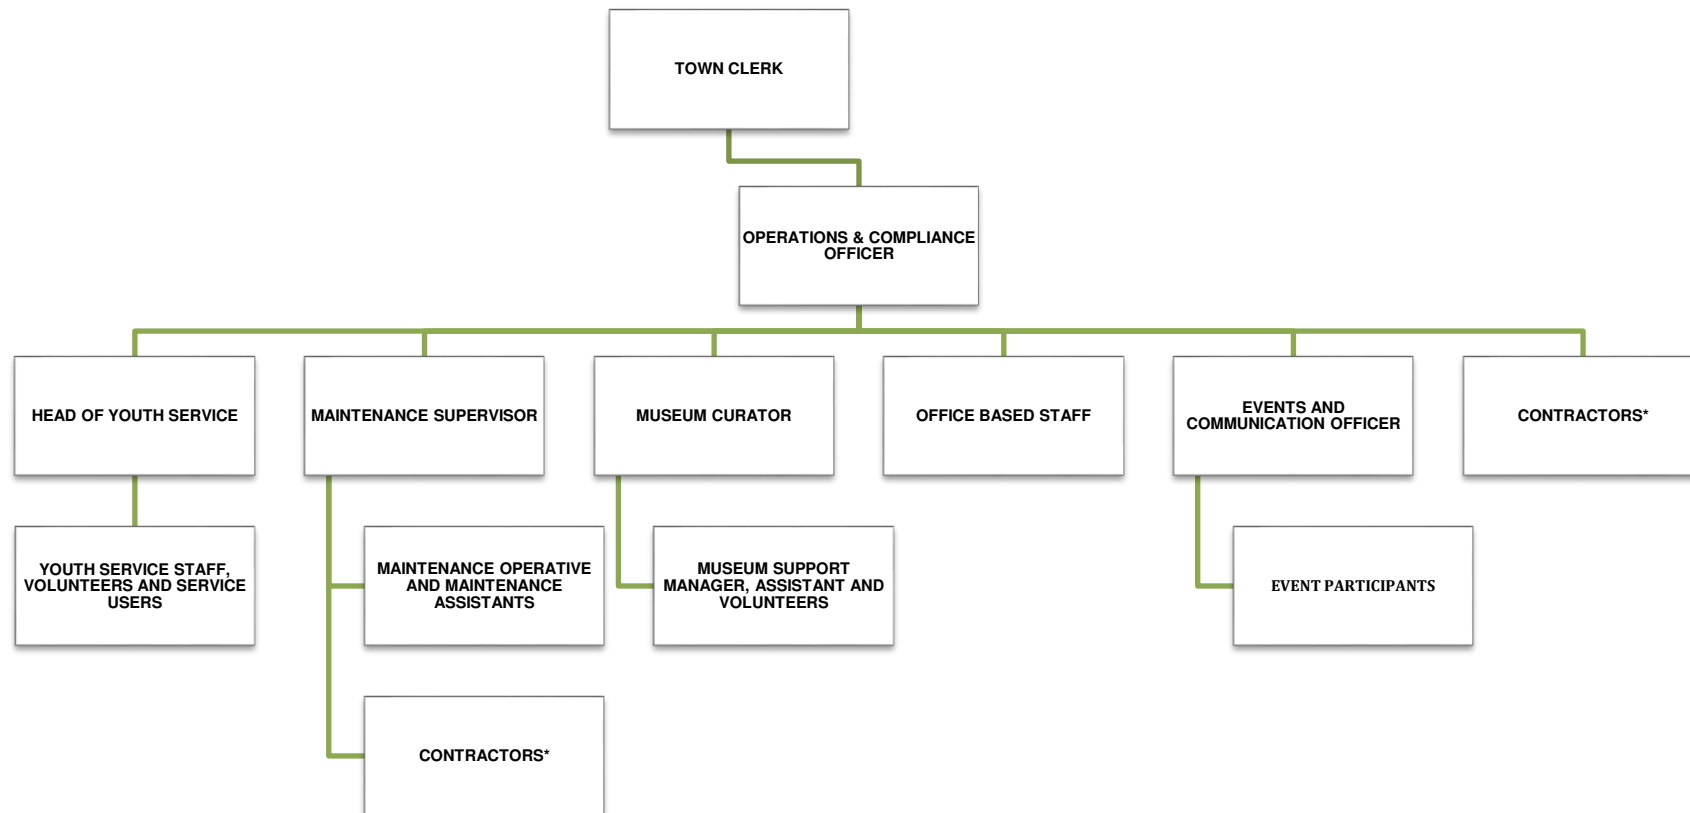 TOWN CLERK
OPERATIONS & COMPLIANCE
OFFICER
HEAD OF YOUTH SERVICE
MAINTENANCE SUPERVISOR
MUSEUM CURATOR
OFFICE BASED STAFF
EVENTS AND
COMMUNICATION OFFICER
CONTRACTORS*
YOUTH SERVICE STAFF,
VOLUNTEERS AND SERVICE
USERS
MAINTENANCE OPERATIVE
AND MAINTENANCE
ASSISTANTS
MUSEUM SUPPORT
MANAGER, ASSISTANT AND
VOLUNTEERS
EVENT PARTICIPANTS
CONTRACTORS*